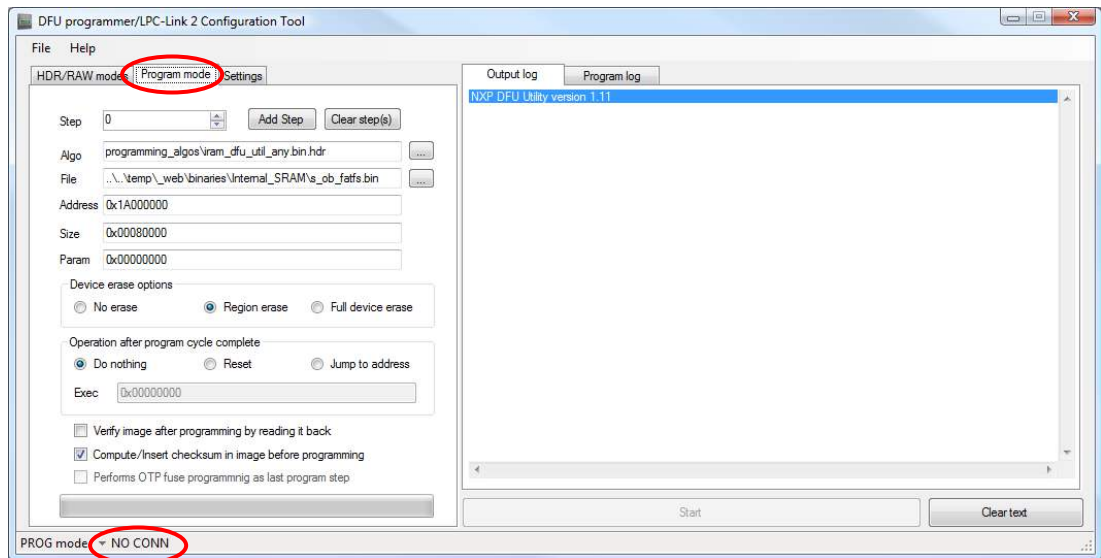 DFU programmer/LPC-Link 2 Configuration Tool
File Help
HDR/RAW modes Program mode Settings
Output log Program log
NXP DFU Utility version 1.11
Step 0 Add Step Clear step(s)
Algo programming_algos\iram_dfu_util_any.bin.hdr ...
File ..\..\temp\_web\binaries\Internal_SRAM\s_ob_fatfs.bin ...
Address 0x1A000000
Size 0x00080000
Param 0x00000000
Device erase options
No erase Region erase Full device erase
Operation after program cycle complete
Do nothing Reset Jump to address
Exec 0x00000000
Verify image after programming by reading it back
Compute/Insert checksum in image before programming
Performs OTP fuse programmnig as last program step
Start Clear text
PROG mode NO CONN